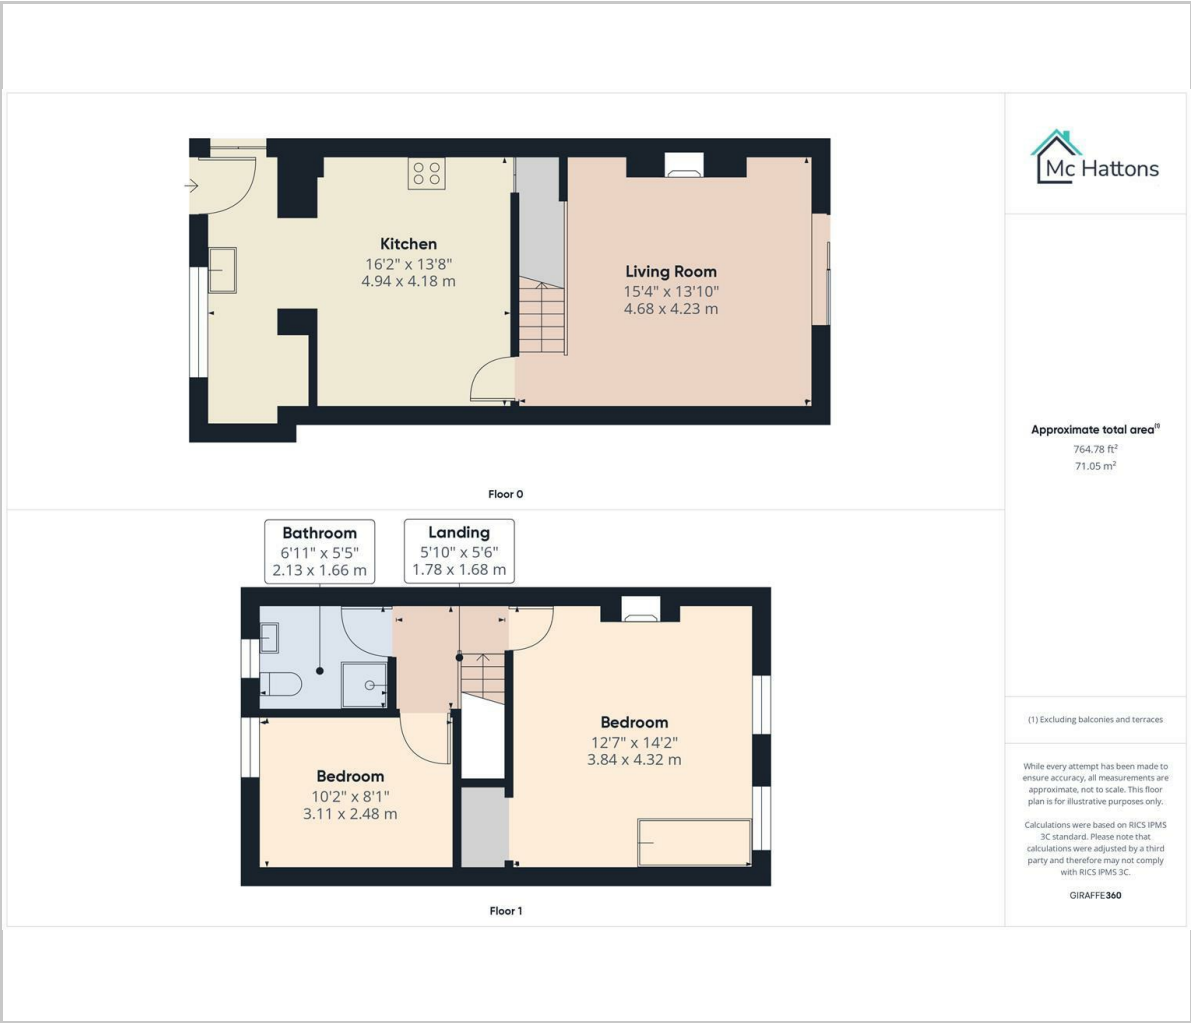 Kitchen
16'2" x 13'8"
4.94 x 4.18 m
Living Room
15'4" x 13'10"
4.68 x 4.23 m
Floor 0
Bathroom
6'11" x 5'5"
2.13 x 1.66 m
Landing
5'10" x 5'6"
1.78 x 1.68 m
Bedroom
12'7" x 14'2"
3.84 x 4.32 m
Bedroom
10'2" x 8'1"
3.11 x 2.48 m
Floor 1
Mc Hattons
Approximate total area(1)
764.78 ft²
71.05 m²
(1) Excluding balconies and terraces
While every attempt has been made to
ensure accuracy, all measurements are
approximate, not to scale. This floor
plan is for illustrative purposes only.
Calculations were based on RICS IPMS
3C standard. Please note that
calculations were adjusted by a third
party and therefore may not comply
with RICS IPMS 3C.
GIRAFFE360